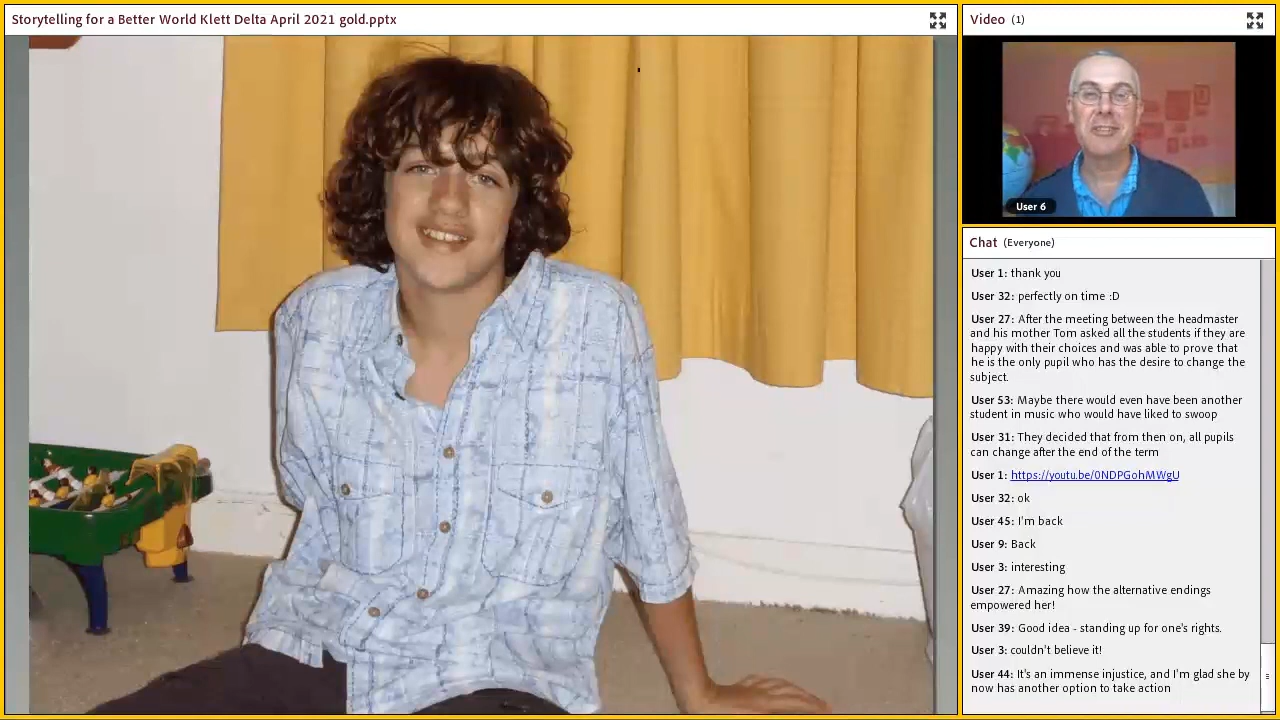 Storytelling for a Better World Klett Delta April 2021 gold.pptx
Video (1)
User 6
Chat (Everyone)
User 1: thank you
User 32: perfectly on time :D
User 27: After the meeting between the headmaster
and his mother Tom asked all the students if they are
happy with their choices and was able to prove that
he is the only pupil who has the desire to change the
subject.
User 53: Maybe there would even have been another
student in music who would have liked to swoop
User 31: They decided that from then on, all pupils
can change after the end of the term
User 1: https://youtu.be/0NDPGohMWgU
User 32: ok
User 45: I'm back
User 9: Back
User 3: interesting
User 27: Amazing how the alternative endings
empowered her!
User 39: Good idea - standing up for one's rights.
User 3: couldn't believe it!
User 44: It's an immense injustice, and I'm glad she by
now has another option to take action